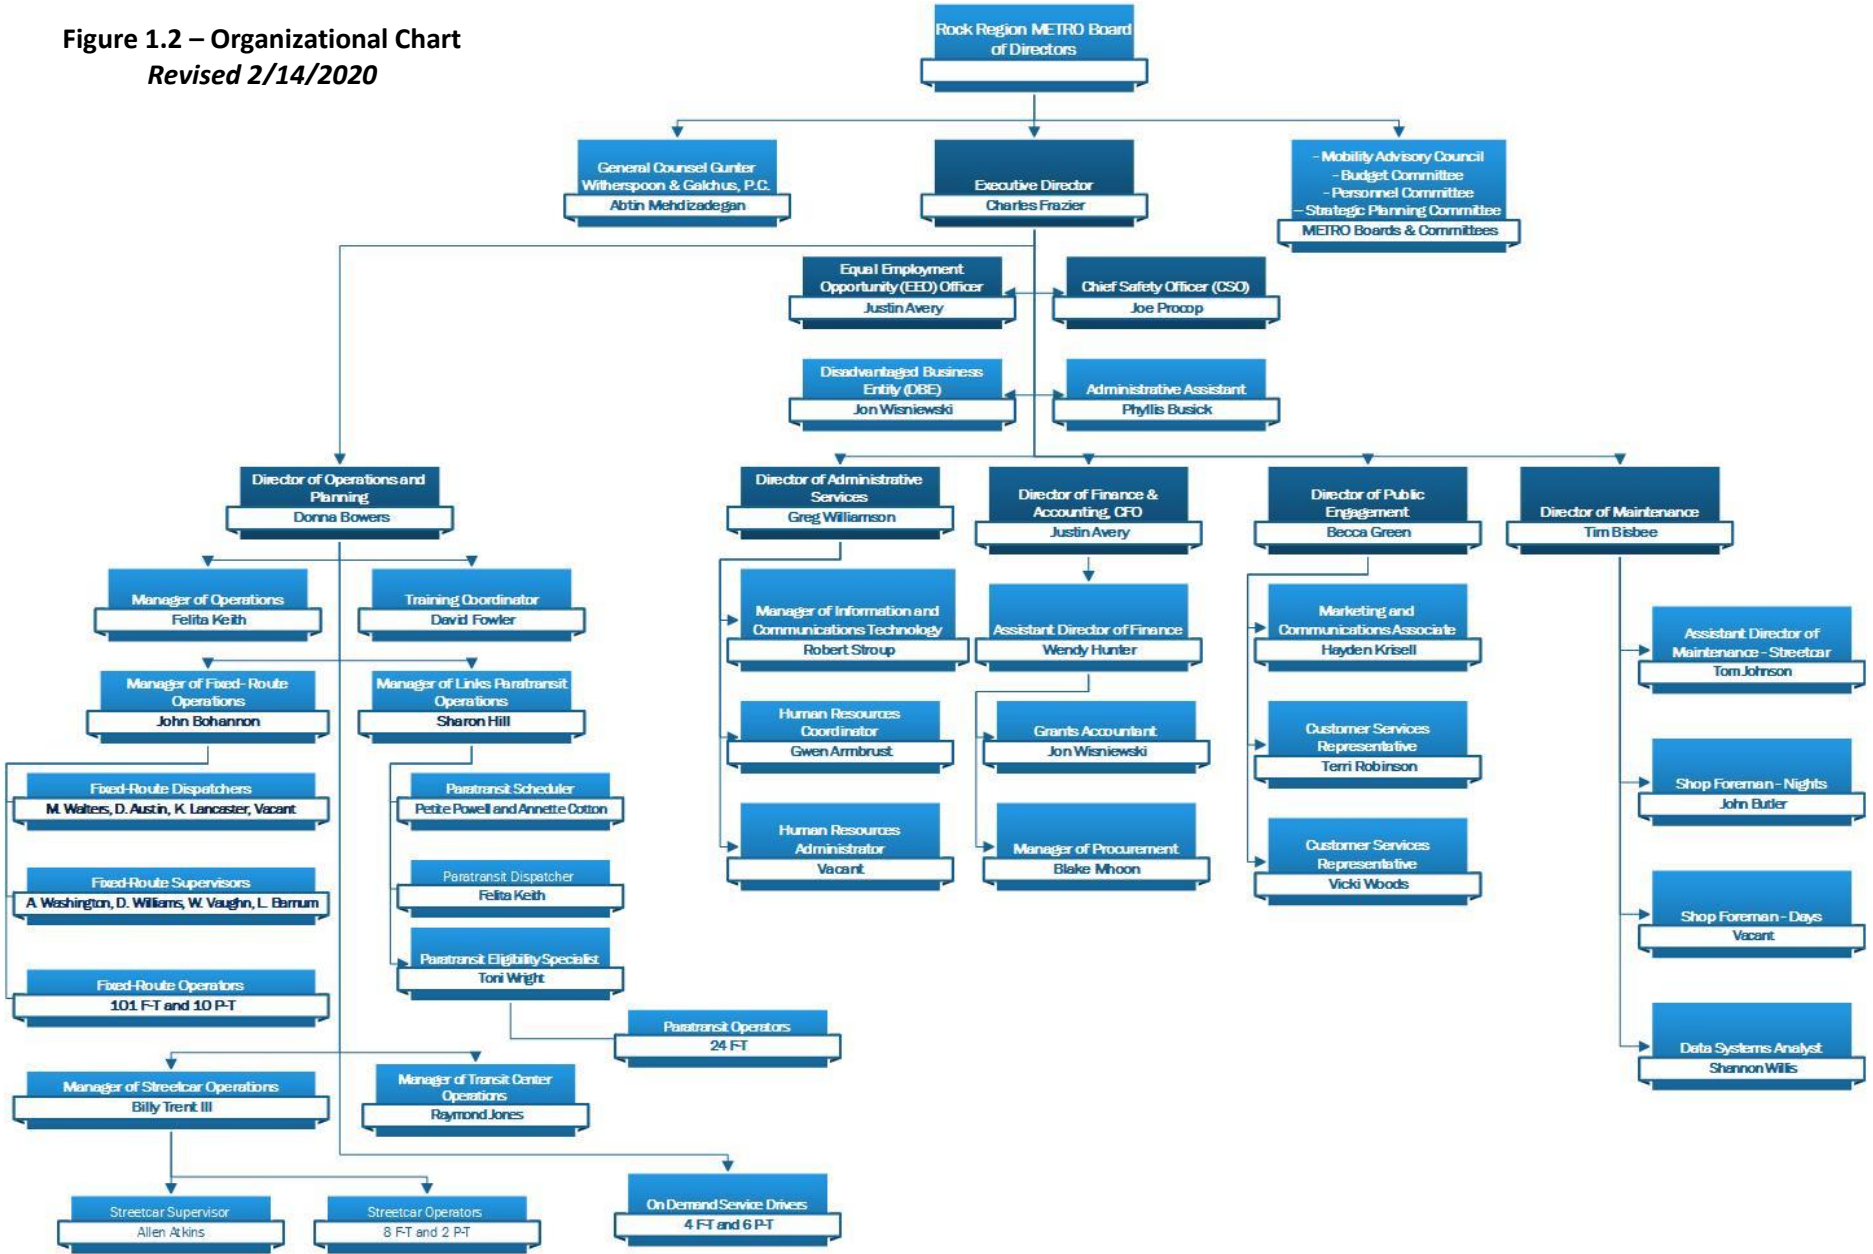 Figure 1.2 – Organizational Chart
Revised 2/14/2020
Rock Region METRO Board
of Directors
General Counsel Gunter
Witherspoon & Galchus, P.C.
Abtin Mehdizadegan
Executive Director
Charles Frazier
- Mobility Advisory Council
- Budget Committee
- Personnel Committee
- Strategic Planning Committee
METRO Boards & Committees
Equal Employment
Opportunity (EEO) Officer
Justin Avery
Chief Safety Officer (CSO)
Joe Procop
Disadvantaged Business
Entity (DBE)
Jon Wisniewski
Administrative Assistant
Phyllis Busick
Director of Operations and
Planning
Donna Bowers
Director of Administrative
Services
Greg Williamson
Director of Finance &
Accounting, CFO
Justin Avery
Director of Public
Engagement
Becca Green
Director of Maintenance
Tim Bisbee
Manager of Operations
Felita Keith
Training Coordinator
David Fowler
Manager of Fixed-Route
Operations
John Bohannon
Manager of Links Paratransit
Operations
Sharon Hill
Fixed-Route Dispatchers
M. Walters, D. Austin, K. Lancaster, Vacant
Fixed-Route Supervisors
A. Washington, D. Williams, W. Vaughn, L. Barnum
Fixed-Route Operators
101 F-T and 10 P-T
Paratransit Scheduler
Petite Powell and Annette Cotton
Paratransit Dispatcher
Felita Keith
Paratransit Eligibility Specialist
Toni Wright
Paratransit Operators
24 F-T
Manager of Streetcar Operations
Billy Trent III
Manager of Transit Center
Operations
Raymond Jones
Streetcar Supervisor
Allen Atkins
Streetcar Operators
8 F-T and 2 P-T
On Demand Service Drivers
4 F-T and 6 P-T
Manager of Information and
Communications Technology
Robert Stroup
Human Resources
Coordinator
Gwen Armbrust
Human Resources
Administrator
Vacant
Assistant Director of Finance
Wendy Hunter
Grants Accountant
Jon Wisniewski
Manager of Procurement
Blake Mhoon
Marketing and
Communications Associate
Hayden Krisell
Customer Services
Representative
Terri Robinson
Customer Services
Representative
Vicki Woods
Assistant Director of
Maintenance - Streetcar
Tom Johnson
Shop Foreman - Nights
John Butler
Shop Foreman - Days
Vacant
Data Systems Analyst
Shannon Willis